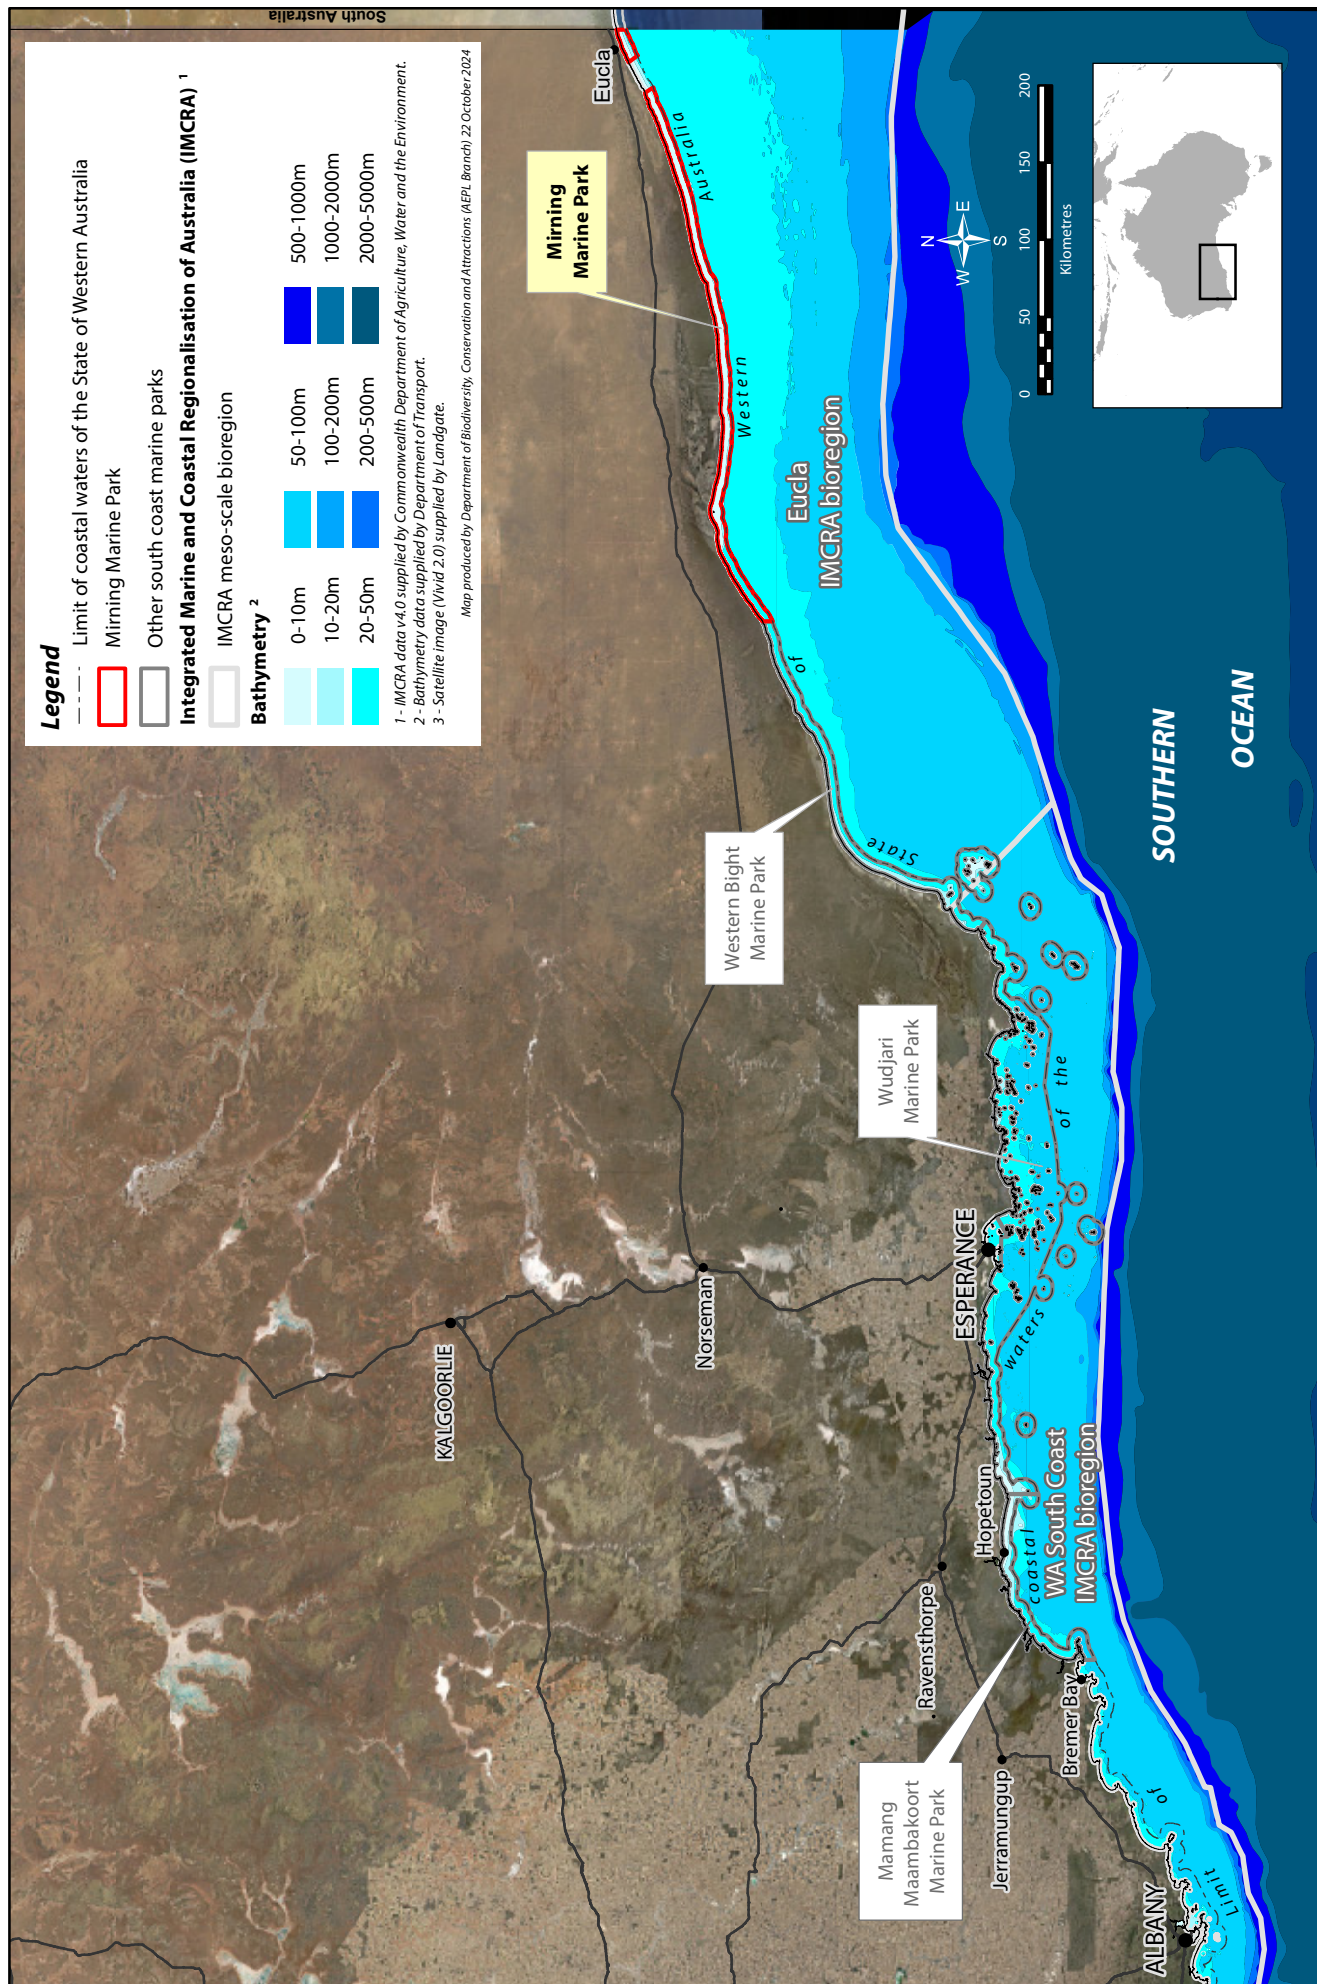 Legend
Limit of coastal waters of the State of Western Australia
Mirning Marine Park
Other south coast marine parks
Integrated Marine and Coastal Regionalisation of Australia (IMCRA) 1
IMCRA meso-scale bioregion
Bathymetry 2
0-10m
10-20m
20-50m
50-100m
100-200m
200-500m
500-1000m
1000-2000m
2000-5000m
1 - IMCRA data v4.0 supplied by Commonwealth Department of Agriculture, Water and the Environment.
2 - Bathymetry data supplied by Department of Transport.
3 - Satellite image (Vivid 2.0) supplied by Landgate.
Map produced by Department of Biodiversity, Conservation and Attractions (AEPL Branch) 22 October 2024
South Australia
Eucla
Mirning
Marine Park
Western Bight
Marine Park
Wudjari
Marine Park
Mamang
Maambakoort
Marine Park
KALGOORLIE
Norseman
ESPERANCE
Ravensthorpe
Hopetoun
Jerramungup
Bremer Bay
ALBANY
Limit
of
coastal
waters
of the
State
of
Western
Australia
Eucla
IMCRA bioregion
WA South Coast
IMCRA bioregion
SOUTHERN
OCEAN
N
W
E
S
0
50
100
150
200
Kilometres